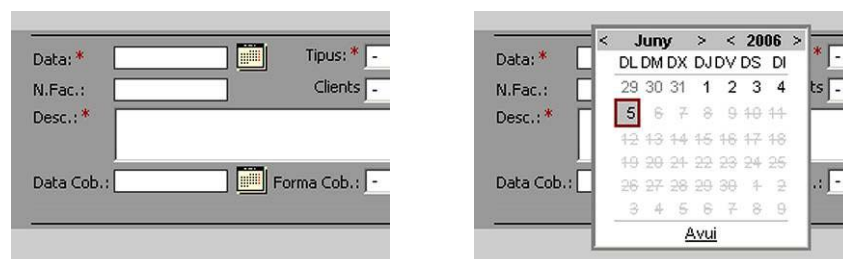 Data: * Tipus: * -
N.Fac.: Clients -
Desc.: *
Data Cob.: Forma Cob.: -
< Juny > < 2006 >
Data: * DL DM DX DJ DV DS DI * -
29 30 31 1 2 3 4
N.Fac.: ts -
Desc.: * 5 6 7 8 9 10 11
12 13 14 15 16 17 18
19 20 21 22 23 24 25
Data Cob.: 26 27 28 29 30 1 2 .: -
3 4 5 6 7 8 9
Avui